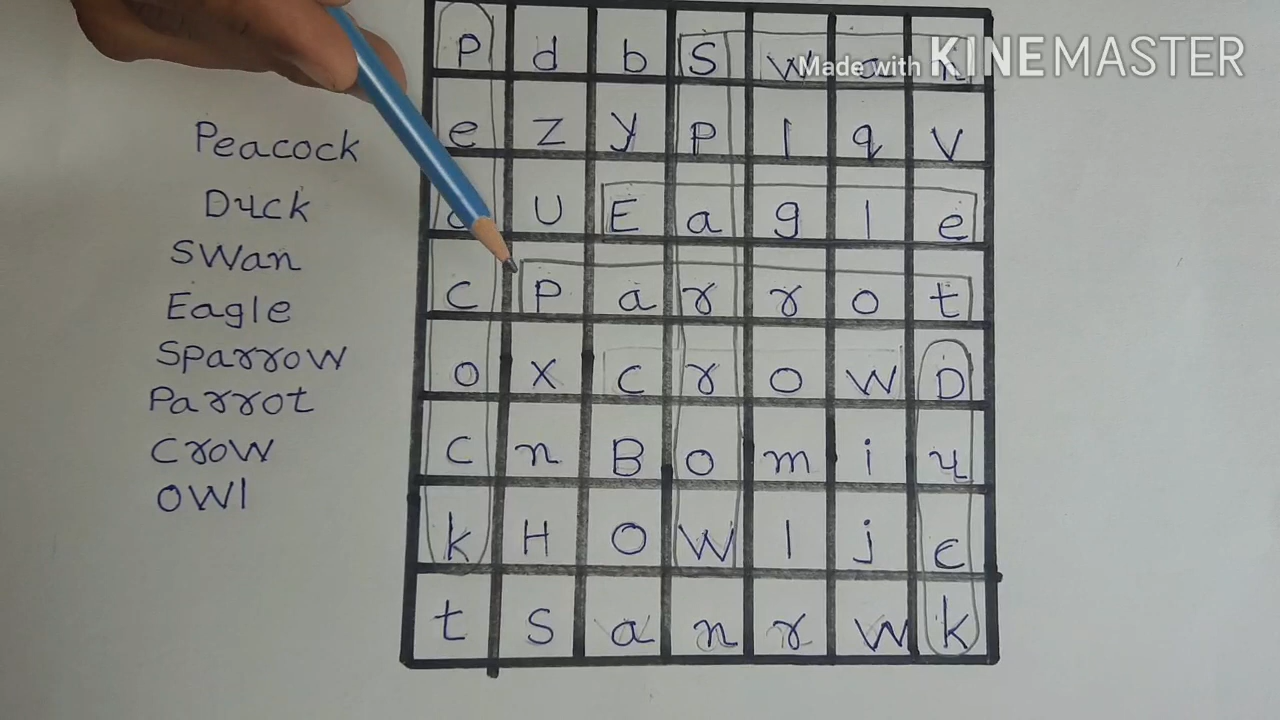 Made with KINEMASTER
P d b S w a n
e z y p l q v
Peacock
a U E a g l e
Duck
Swan
c P a r r o t
Eagle
o x c r o w D
Sparrow
Parrot
c n B o m i u
Crow
Owl
k H O W l j c
t S a n r w k